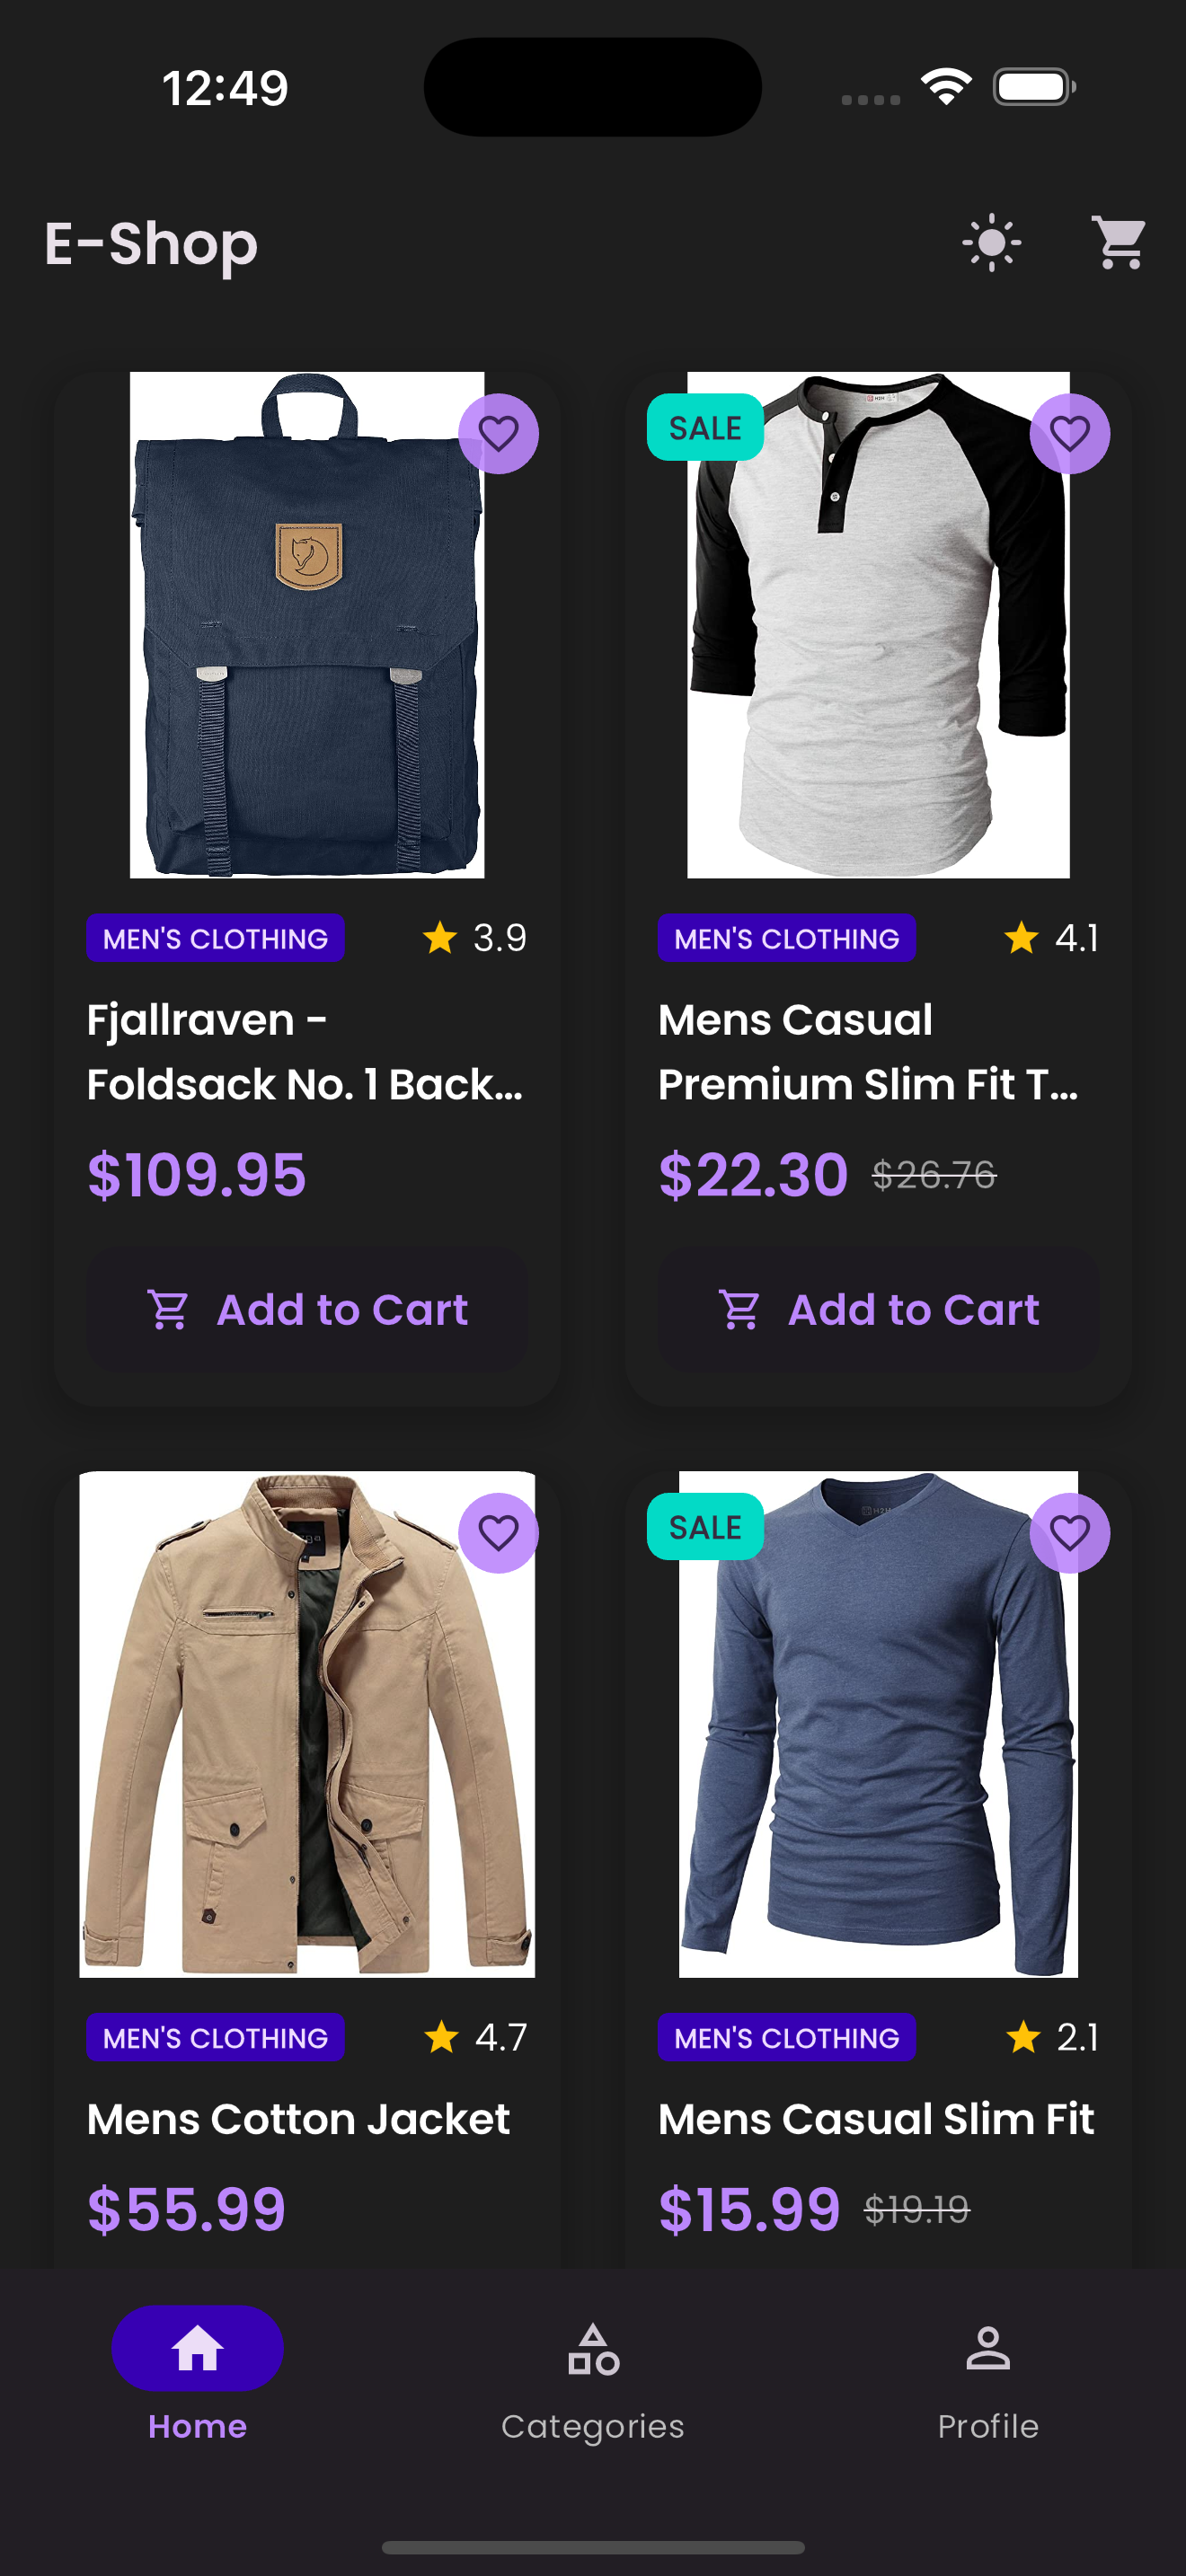 12:49
E-Shop
SALE
MEN'S CLOTHING 3.9
Fjallraven -
Foldsack No. 1 Back...
$109.95
Add to Cart
MEN'S CLOTHING 4.1
Mens Casual
Premium Slim Fit T...
$22.30 $26.76
Add to Cart
SALE
MEN'S CLOTHING 4.7
Mens Cotton Jacket
$55.99
MEN'S CLOTHING 2.1
Mens Casual Slim Fit
$15.99 $19.19
Home
Categories
Profile